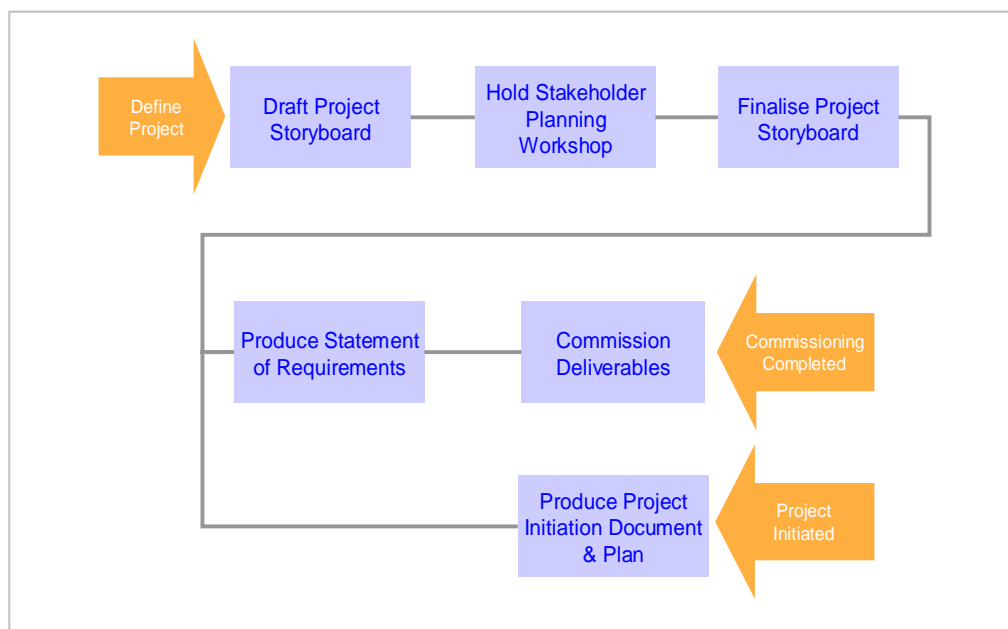 Define
Project
Draft Project
Storyboard
Hold Stakeholder
Planning
Workshop
Finalise Project
Storyboard
Produce Statement
of Requirements
Commission
Deliverables
Commissioning
Completed
Produce Project
Initiation Document
& Plan
Project
Initiated